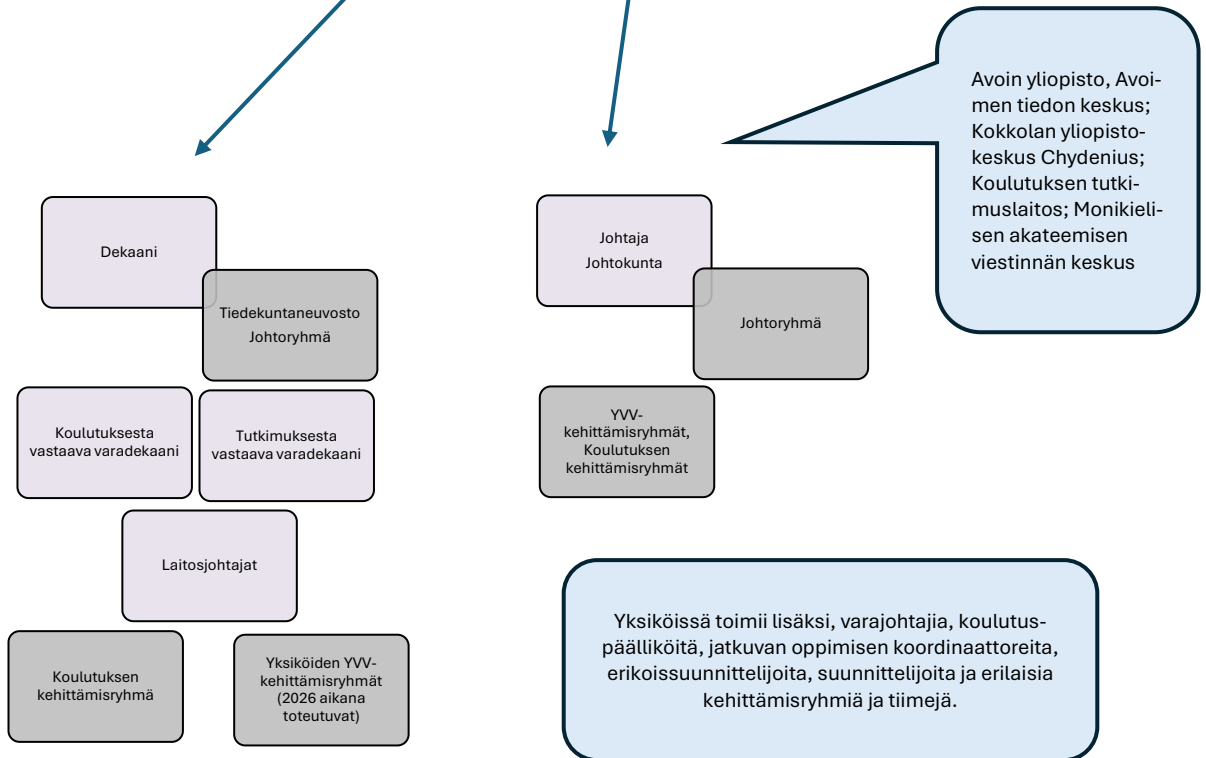 Avoin yliopisto, Avoi-
men tiedon keskus;
Kokkolan yliopisto-
keskus Chydenius;
Koulutuksen tutki-
muslaitos; Monikieli-
sen akateemisen
viestinnän keskus
Dekaani
Tiedekuntaneuvosto
Johtoryhmä
Koulutuksesta
vastaava varadekaani
Tutkimuksesta
vastaava varadekaani
Laitosjohtajat
Koulutuksen
kehittämisryhmä
Yksiköiden YVV-
kehittämisryhmät
(2026 aikana
toteutuvat)
Johtaja
Johtokunta
Johtoryhmä
YVV-
kehittämisryhmät,
Koulutuksen
kehittämisryhmät
Yksiköissä toimii lisäksi, varajohtajia, koulutus-
päälliköitä, jatkuvan oppimisen koordinaattoreita,
erikoissuunnittelijoita, suunnittelijoita ja erilaisia
kehittämisryhmiä ja tiimejä.